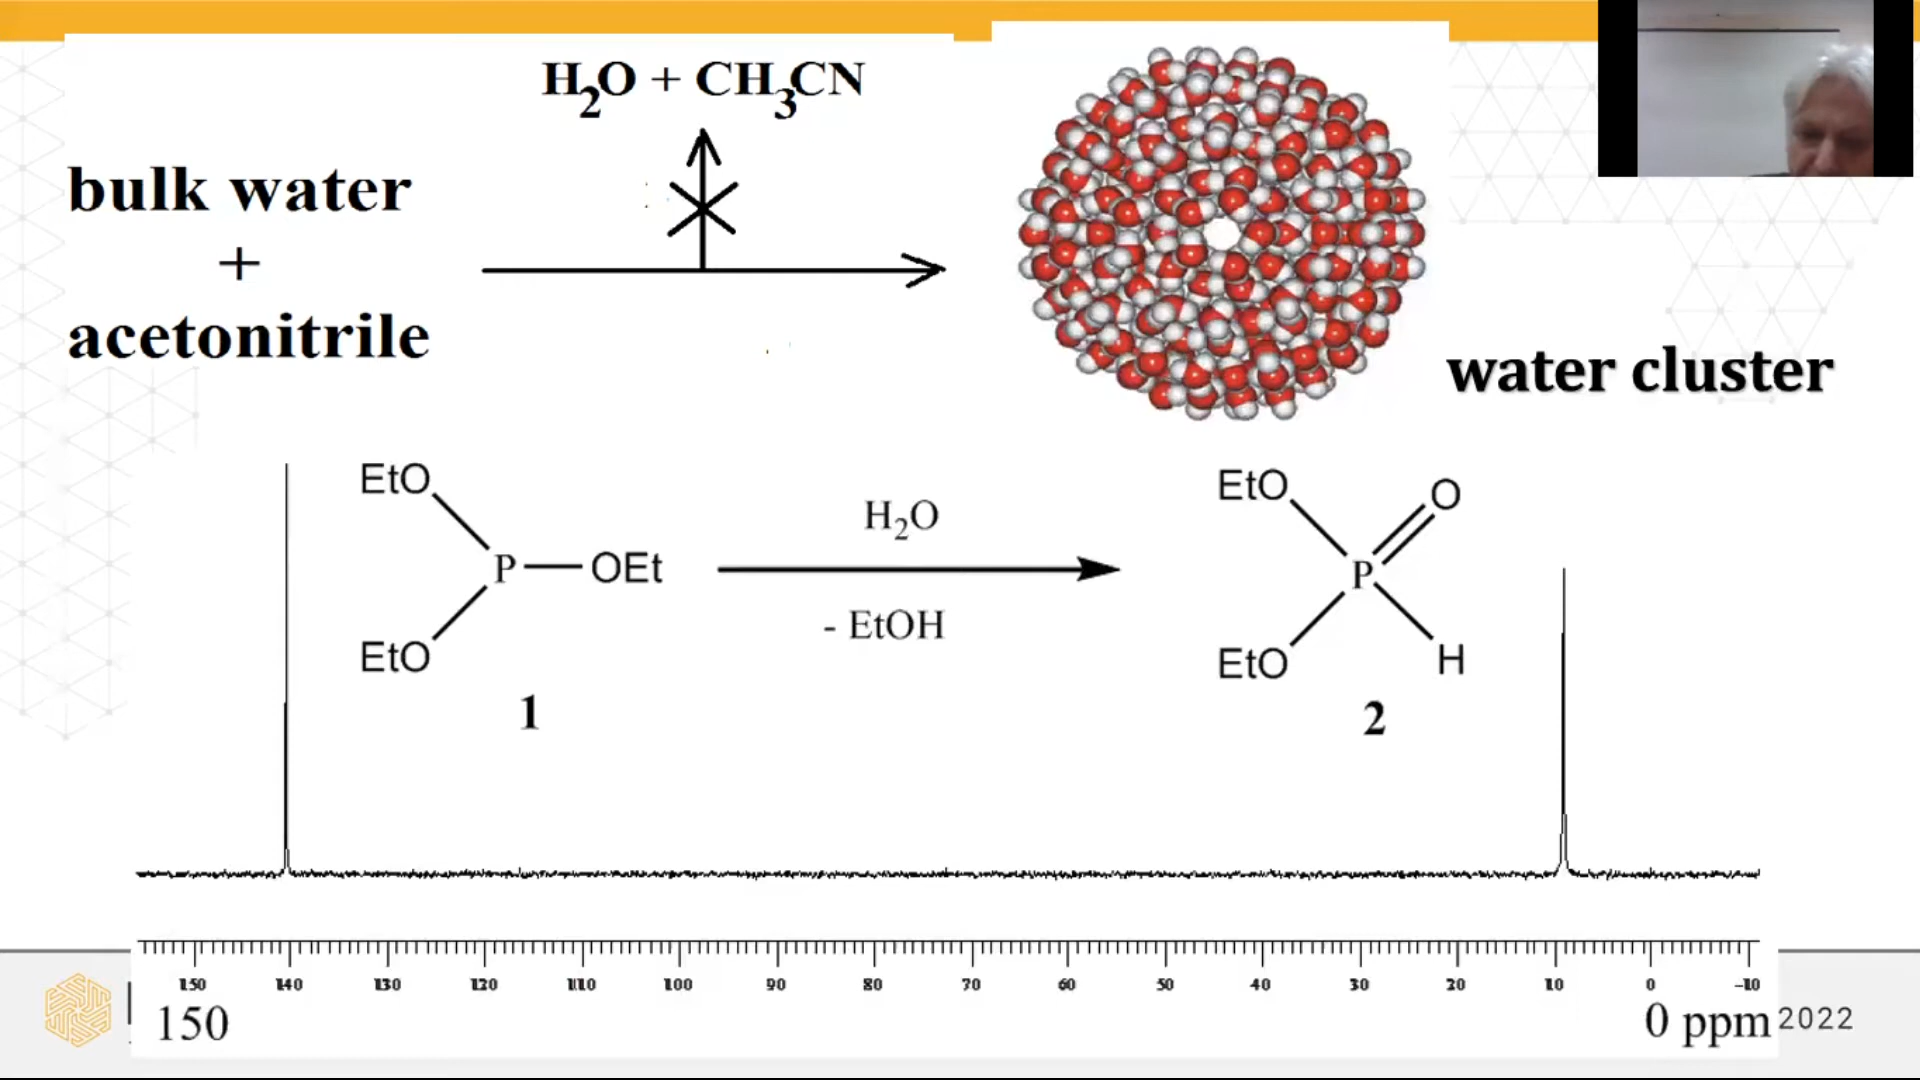 H₂O + CH₃CN
bulk water
+
acetonitrile
water cluster
EtO
P
OEt
EtO
1
H₂O
- EtOH
EtO
O
P
EtO
H
2
150 140 130 120 110 100 90 80 70 60 50 40 30 20 10 0 -10
150
0 ppm
2022